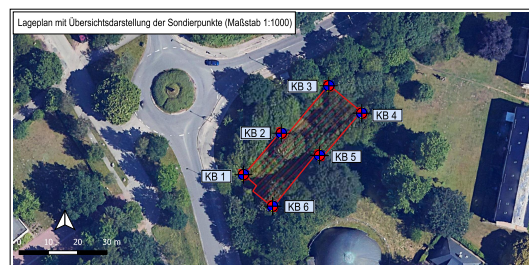 Lageplan mit Übersichtsdarstellung der Sondierpunkte (Maßstab 1:1000)
KB 3
KB 4
KB 2
KB 5
KB 1
KB 6
0 10 20 30 m